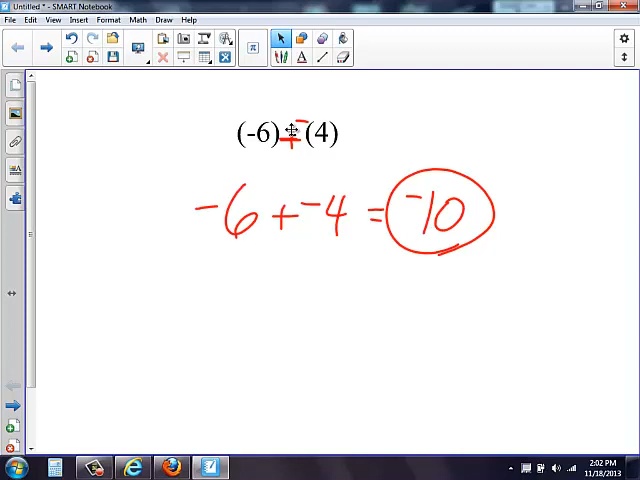 Untitled * - SMART Notebook
File Edit View Insert Format Math Draw Help
(-6) + -(4)
-6 + -4 = -10
2:02 PM
11/18/2013